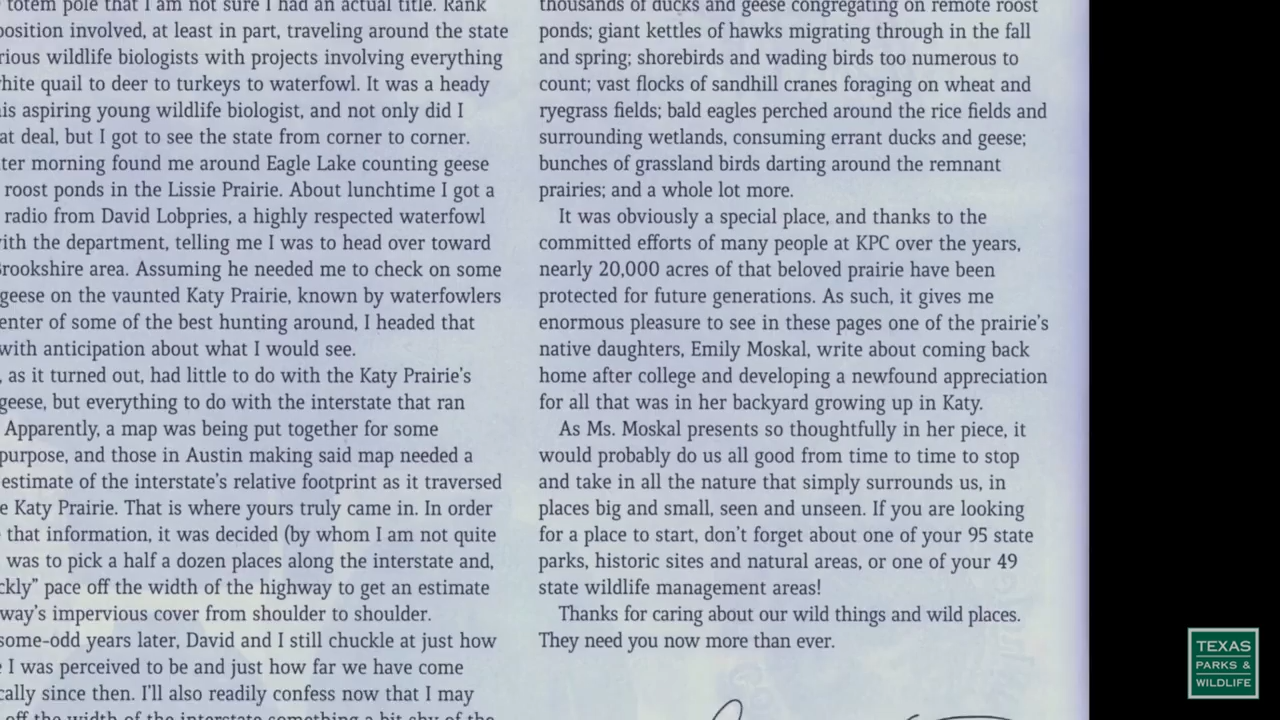 totem pole that I am not sure I had an actual title. Rank
position involved, at least in part, traveling around the state
rious wildlife biologists with projects involving everything
hite quail to deer to turkeys to waterfowl. It was a heady
is aspiring young wildlife biologist, and not only did I
at deal, but I got to see the state from corner to corner.
ter morning found me around Eagle Lake counting geese
roost ponds in the Lissie Prairie. About lunchtime I got a
radio from David Lobpries, a highly respected waterfowl
ith the department, telling me I was to head over toward
Brookshire area. Assuming he needed me to check on some
geese on the vaunted Katy Prairie, known by waterfowlers
enter of some of the best hunting around, I headed that
with anticipation about what I would see.
, as it turned out, had little to do with the Katy Prairie's
geese, but everything to do with the interstate that ran
Apparently, a map was being put together for some
purpose, and those in Austin making said map needed a
estimate of the interstate's relative footprint as it traversed
e Katy Prairie. That is where yours truly came in. In order
that information, it was decided (by whom I am not quite
was to pick a half a dozen places along the interstate and,
ckly" pace off the width of the highway to get an estimate
way's impervious cover from shoulder to shoulder.
some-odd years later, David and I still chuckle at just how
I was perceived to be and just how far we have come
cally since then. I'll also readily confess now that I may
off the width of the interstate something a bit shy of the
thousands of ducks and geese congregating on remote roost
ponds; giant kettles of hawks migrating through in the fall
and spring; shorebirds and wading birds too numerous to
count; vast flocks of sandhill cranes foraging on wheat and
ryegrass fields; bald eagles perched around the rice fields and
surrounding wetlands, consuming errant ducks and geese;
bunches of grassland birds darting around the remnant
prairies; and a whole lot more.
It was obviously a special place, and thanks to the
committed efforts of many people at KPC over the years,
nearly 20,000 acres of that beloved prairie have been
protected for future generations. As such, it gives me
enormous pleasure to see in these pages one of the prairie's
native daughters, Emily Moskal, write about coming back
home after college and developing a newfound appreciation
for all that was in her backyard growing up in Katy.
As Ms. Moskal presents so thoughtfully in her piece, it
would probably do us all good from time to time to stop
and take in all the nature that simply surrounds us, in
places big and small, seen and unseen. If you are looking
for a place to start, don't forget about one of your 95 state
parks, historic sites and natural areas, or one of your 49
state wildlife management areas!
Thanks for caring about our wild things and wild places.
They need you now more than ever.
TEXAS
PARKS &
WILDLIFE